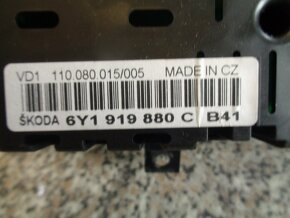 VD1 110.080.015/005 MADE IN CZ
ŠKODA 6Y1 919 880 C B41